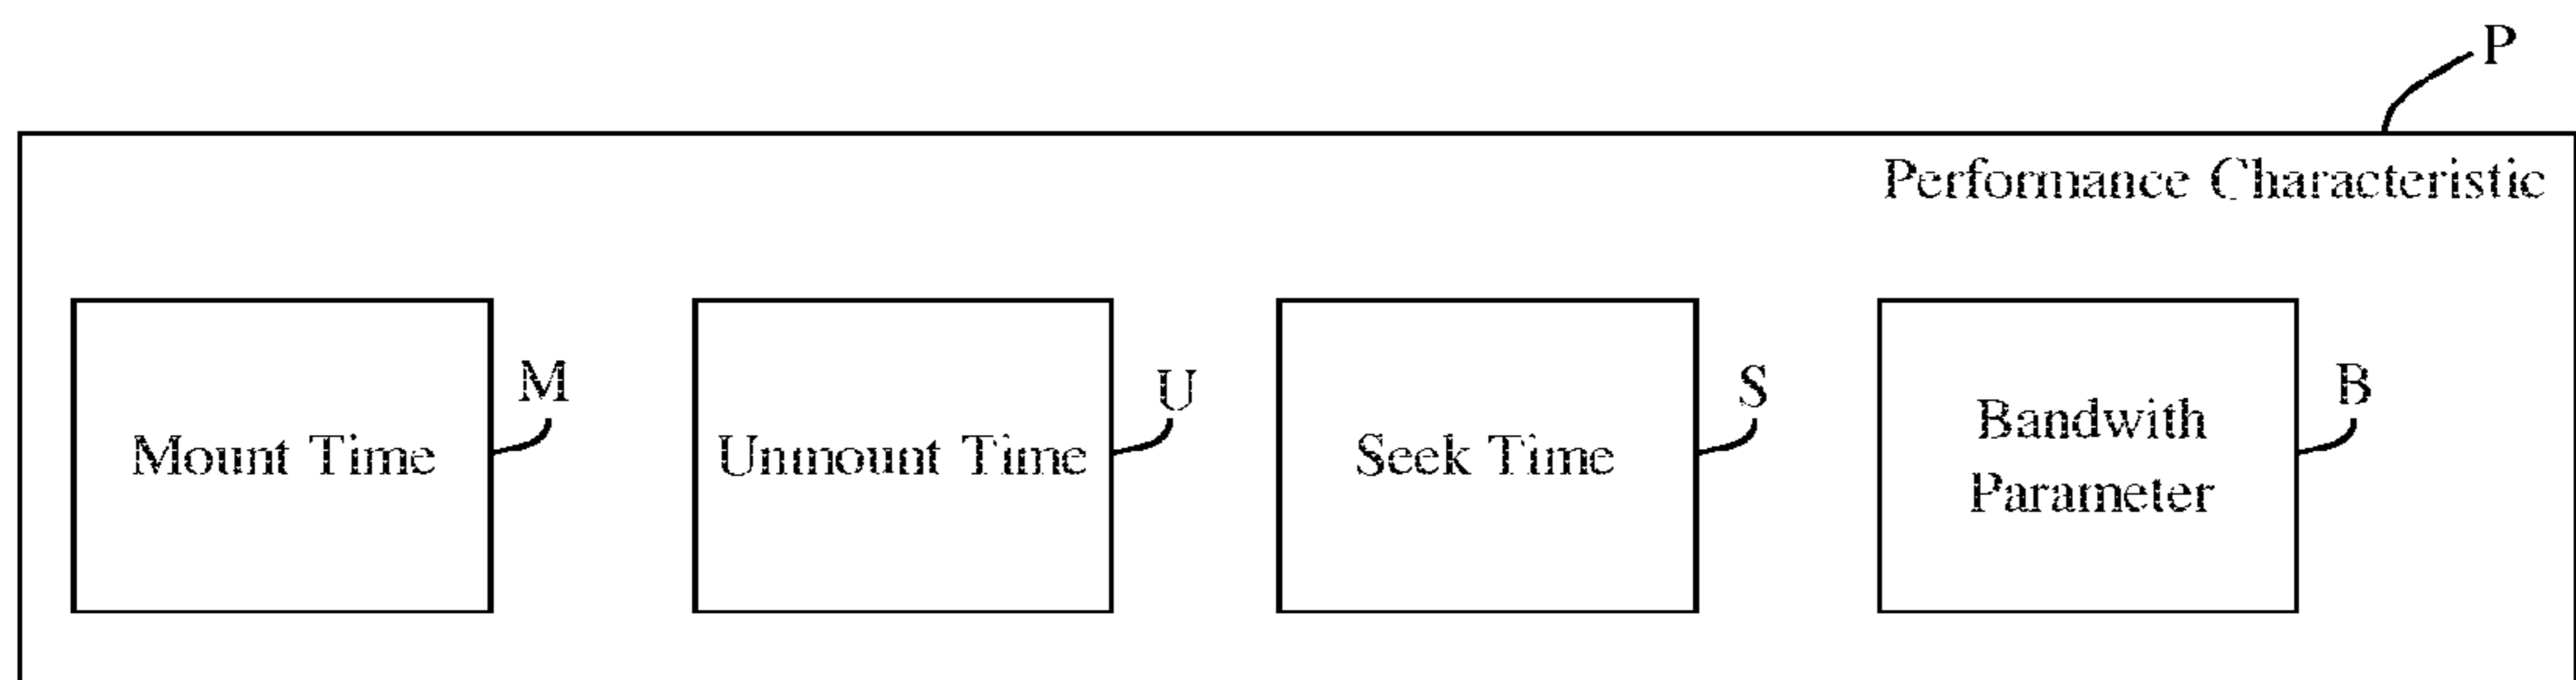 P
Performance Characteristic
M
Mount Time
U
Unmount Time
S
Seek Time
B
Bandwith
Parameter